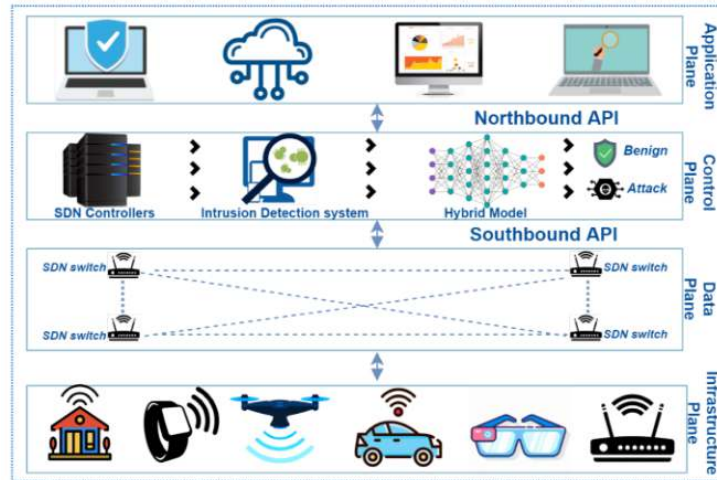 Application
Plane
Northbound API
SDN Controllers
Intrusion Detection system
Hybrid Model
Benign
Attack
Control
Plane
Southbound API
SDN switch
SDN switch
SDN switch
SDN switch
Data
Plane
Infrastructure
Plane